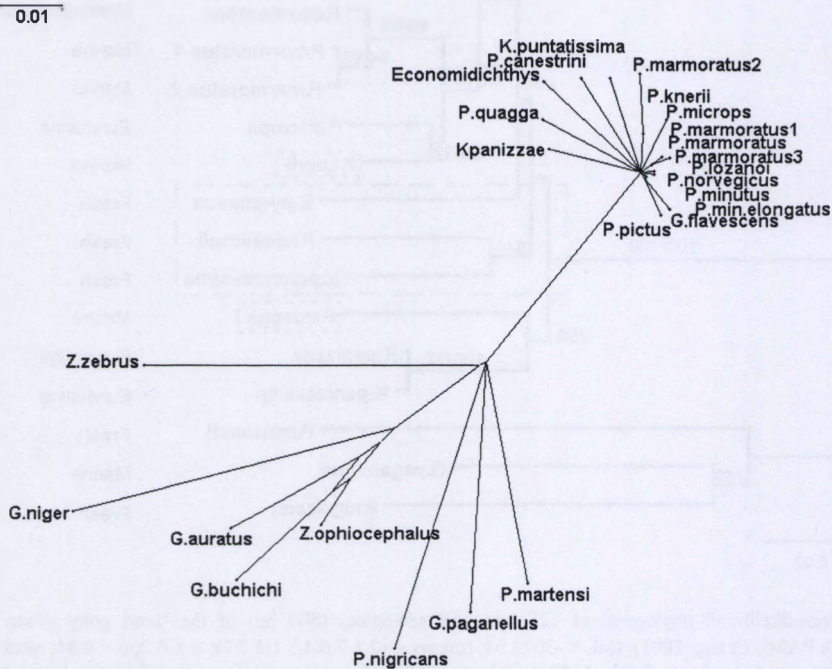 0.01
K.puntatissima
P.canestrini
Economidichthys
P.marmoratus2
P.knerii
P.quagga
P.microps
P.marmoratus1
P.marmoratus
Kpanizzae
P.marmoratus3
P.lozanoi
P.norvegicus
P.minutus
P.min.elongatus
G.flavescens
P.pictus
Z.zebrus
G.niger
G.auratus
Z.ophiocephalus
G.buchichi
P.martensi
G.paganellus
P.nigricans